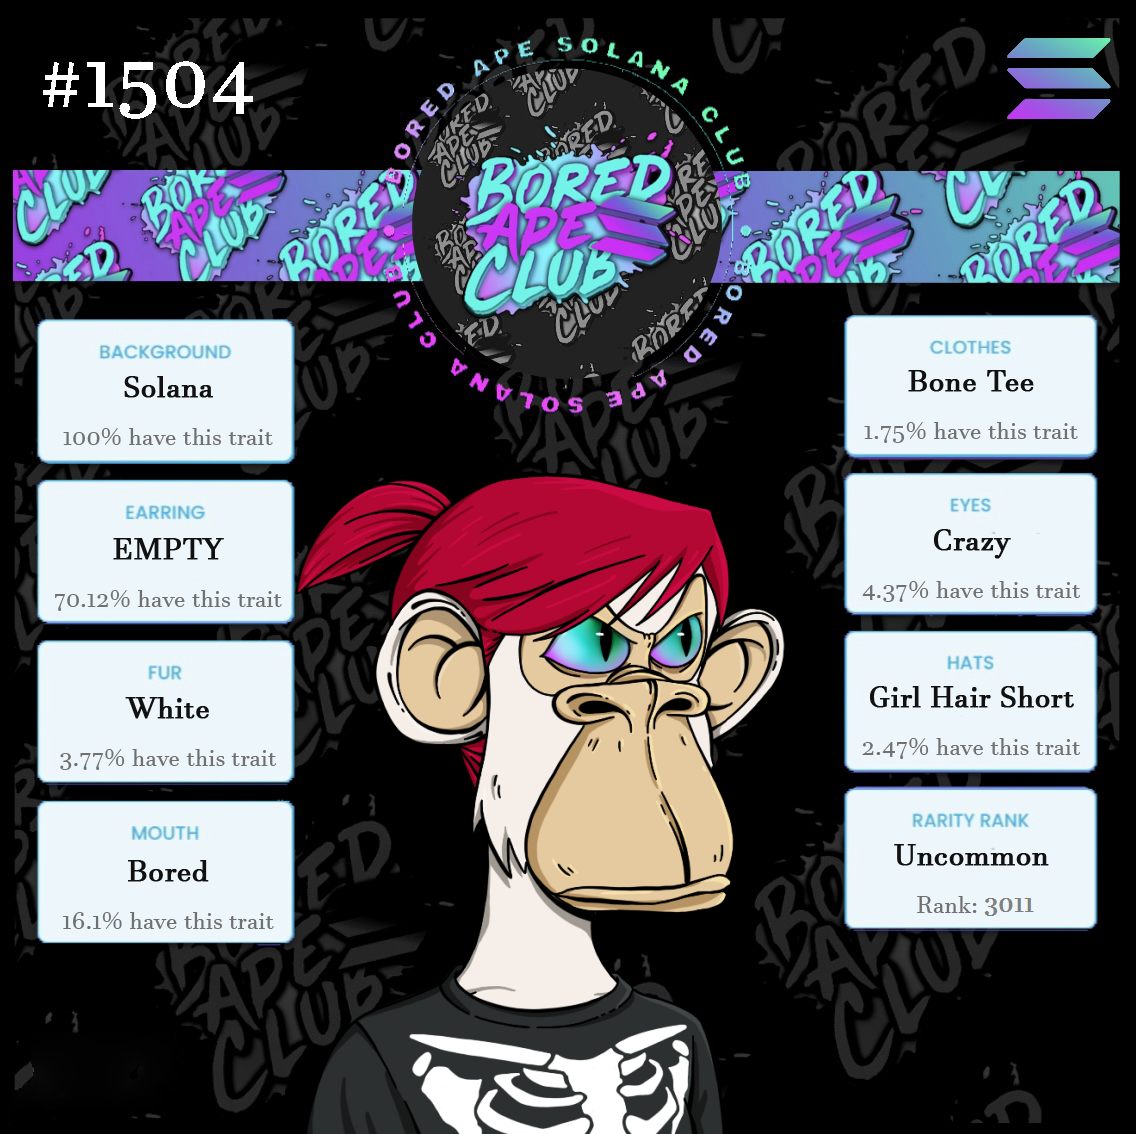 #1504
BORED APE SOLANA CLUB
BORED APE SOLANA CLUB
BORED
APE
CLUB
BACKGROUND
Solana
100% have this trait
EARRING
EMPTY
70.12% have this trait
FUR
White
3.77% have this trait
MOUTH
Bored
16.1% have this trait
CLOTHES
Bone Tee
1.75% have this trait
EYES
Crazy
4.37% have this trait
HATS
Girl Hair Short
2.47% have this trait
RARITY RANK
Uncommon
Rank: 3011